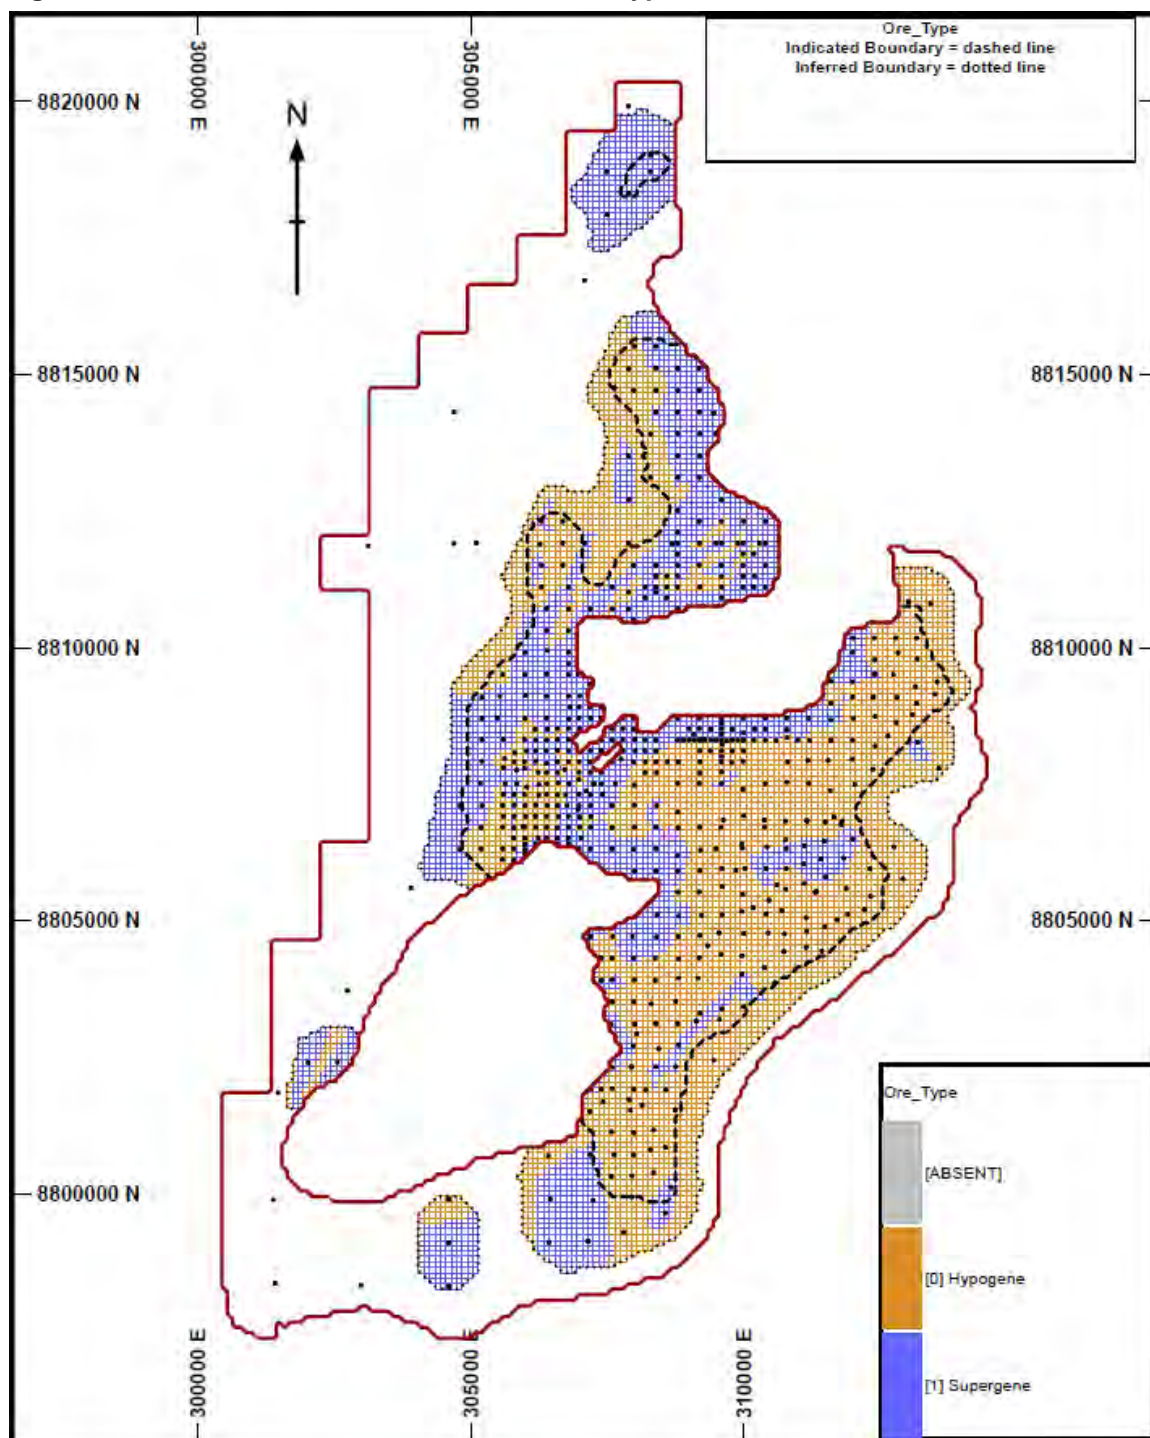 300000 E
305000 E
Ore_Type
Indicated Boundary = dashed line
Inferred Boundary = dotted line
N
8820000 N
8815000 N
8815000 N
8810000 N
8810000 N
8805000 N
8805000 N
8800000 N
Ore_Type
[ABSENT]
[0] Hypogene
[1] Supergene
300000 E
305000 E
310000 E